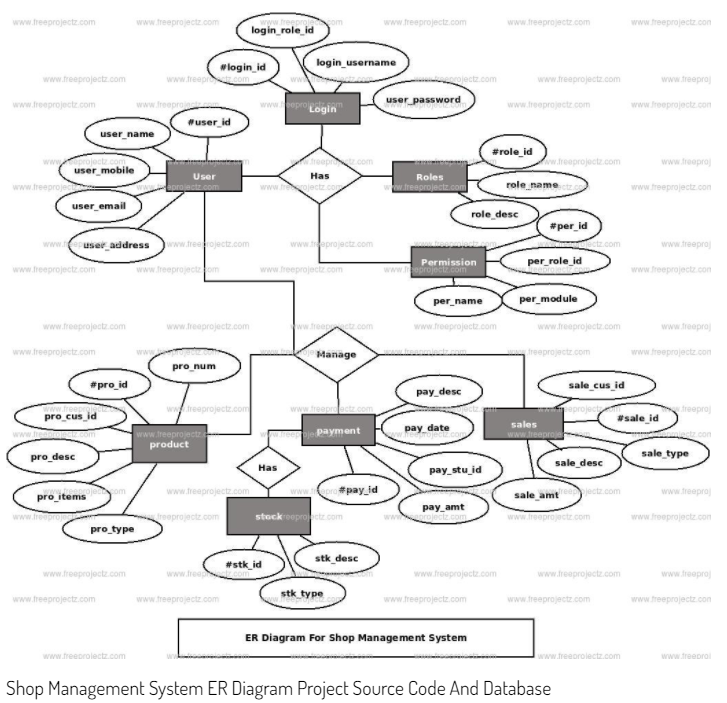 login_role_id
#login_id
login_username
Login
user_password
#user_id
user_name
user_mobile
User
user_email
user_address
Has
Roles
#role_id
role_name
role_desc
#per_id
Permission
per_role_id
per_name
per_module
Manage
pro_num
#pro_id
pro_cus_id
product
pro_desc
pro_items
pro_type
payment
pay_desc
pay_date
pay_stu_id
#pay_id
pay_amt
sales
sale_cus_id
#sale_id
sale_type
sale_desc
sale_amt
Has
stock
#stk_id
stk_desc
stk_type
www.freeprojectz.com
ER Diagram For Shop Management System
Shop Management System ER Diagram Project Source Code And Database